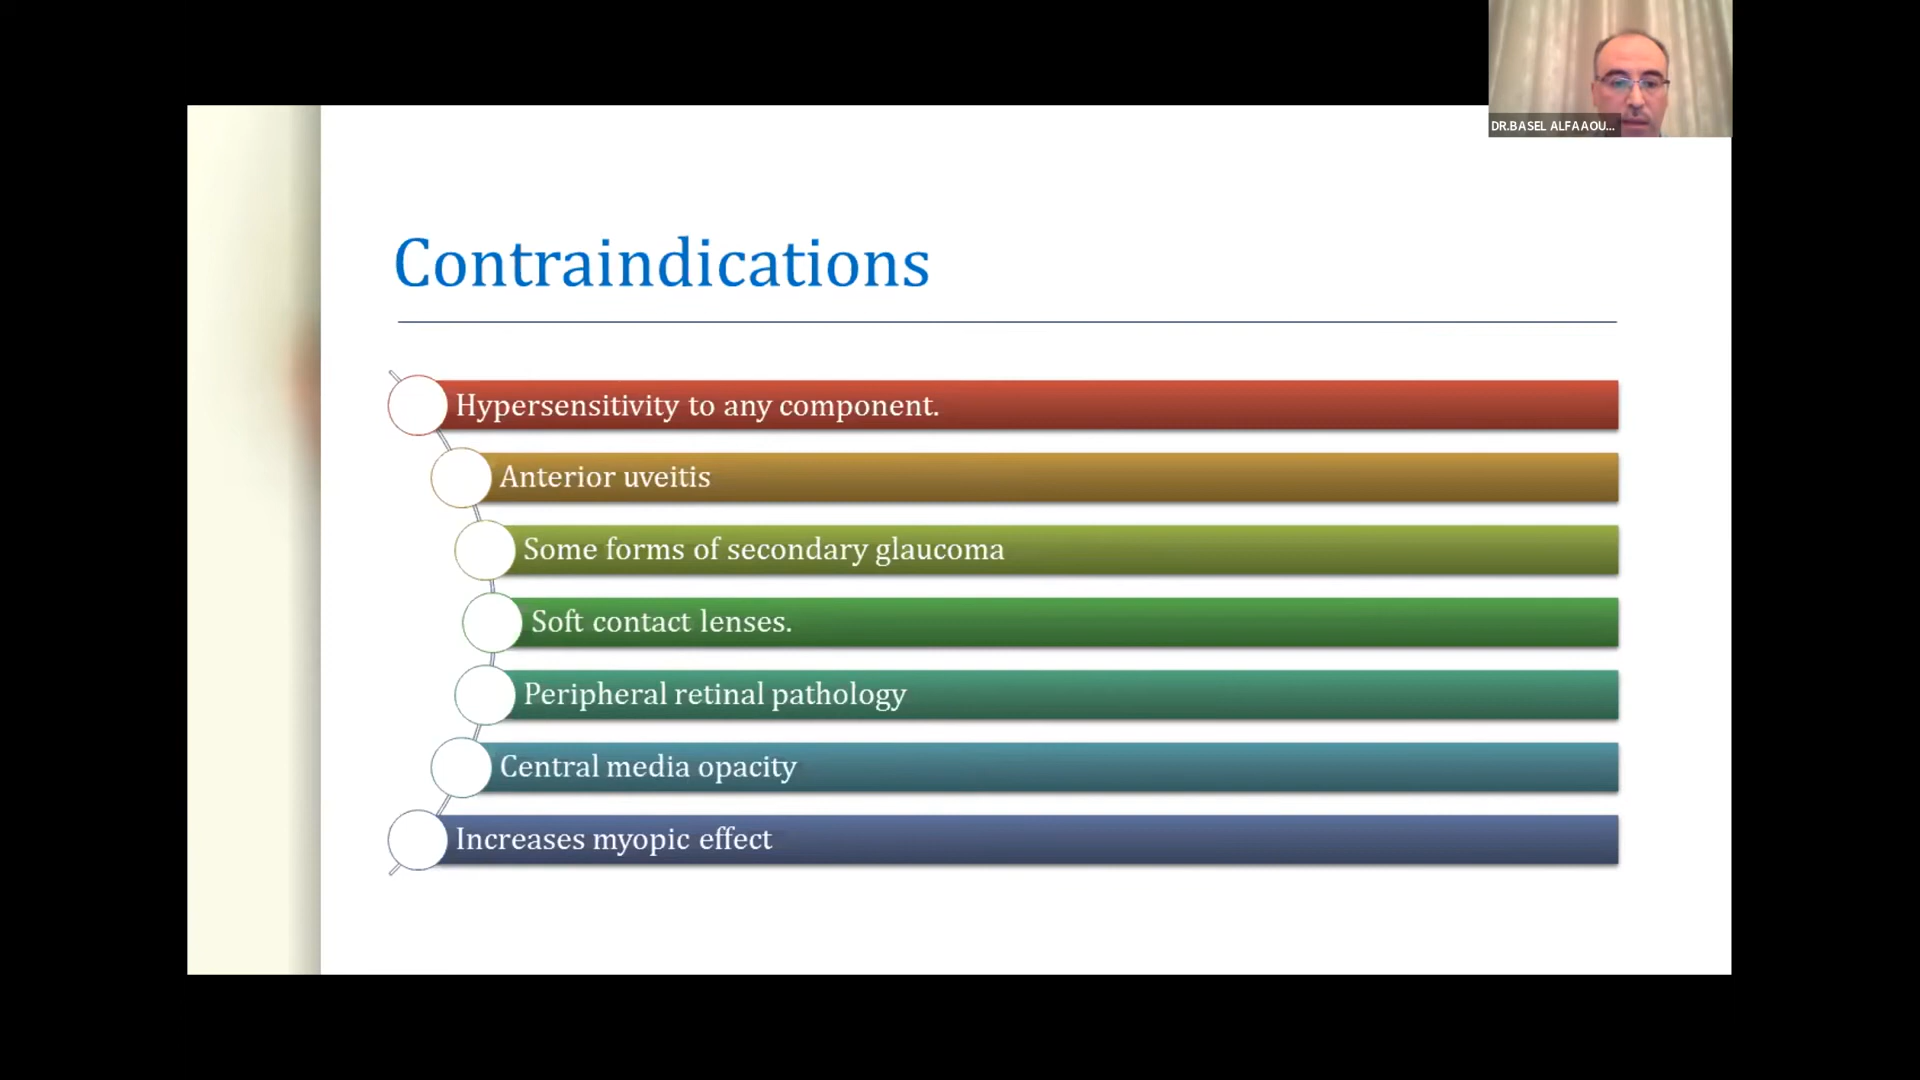 DR.BASEL ALFAAOU...
Contraindications
Hypersensitivity to any component.
Anterior uveitis
Some forms of secondary glaucoma
Soft contact lenses.
Peripheral retinal pathology
Central media opacity
Increases myopic effect